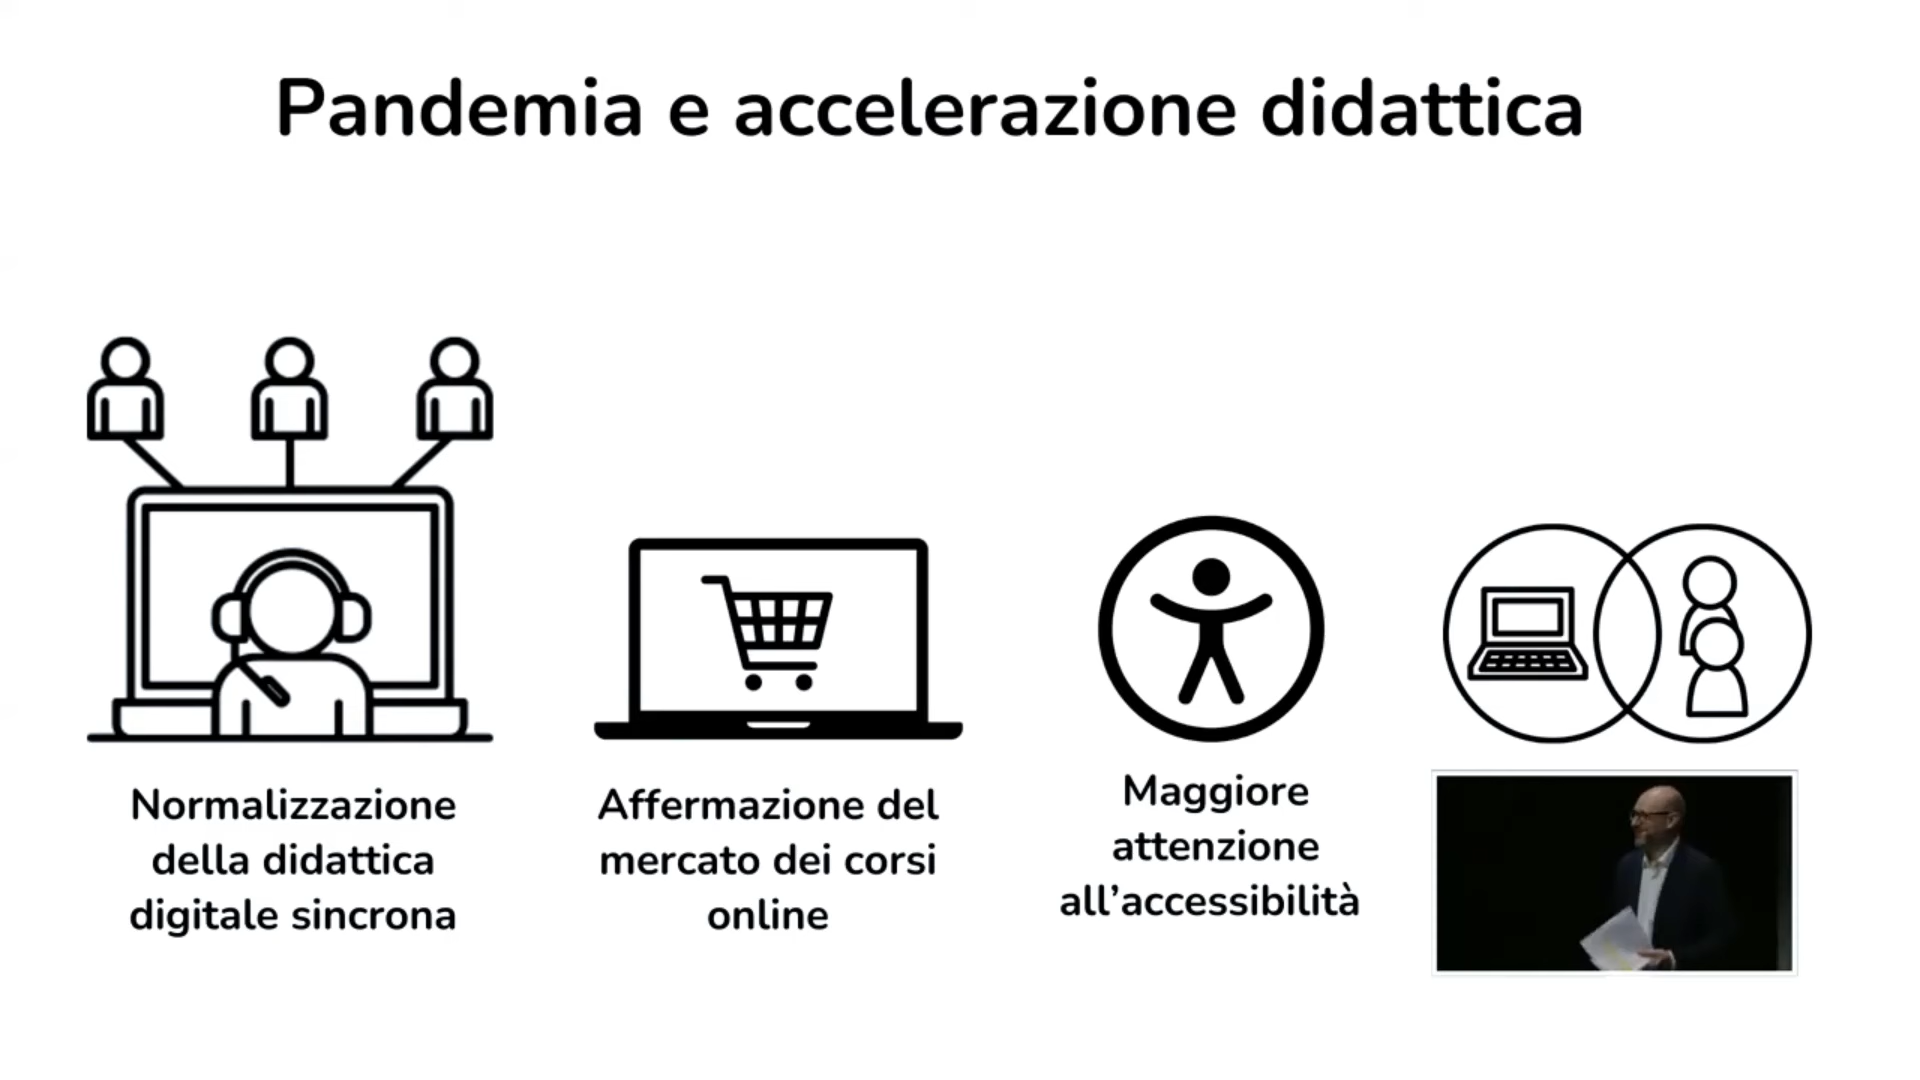 Pandemia e accelerazione didattica
Normalizzazione
della didattica
digitale sincrona
Affermazione del
mercato dei corsi
online
Maggiore
attenzione
all’accessibilità